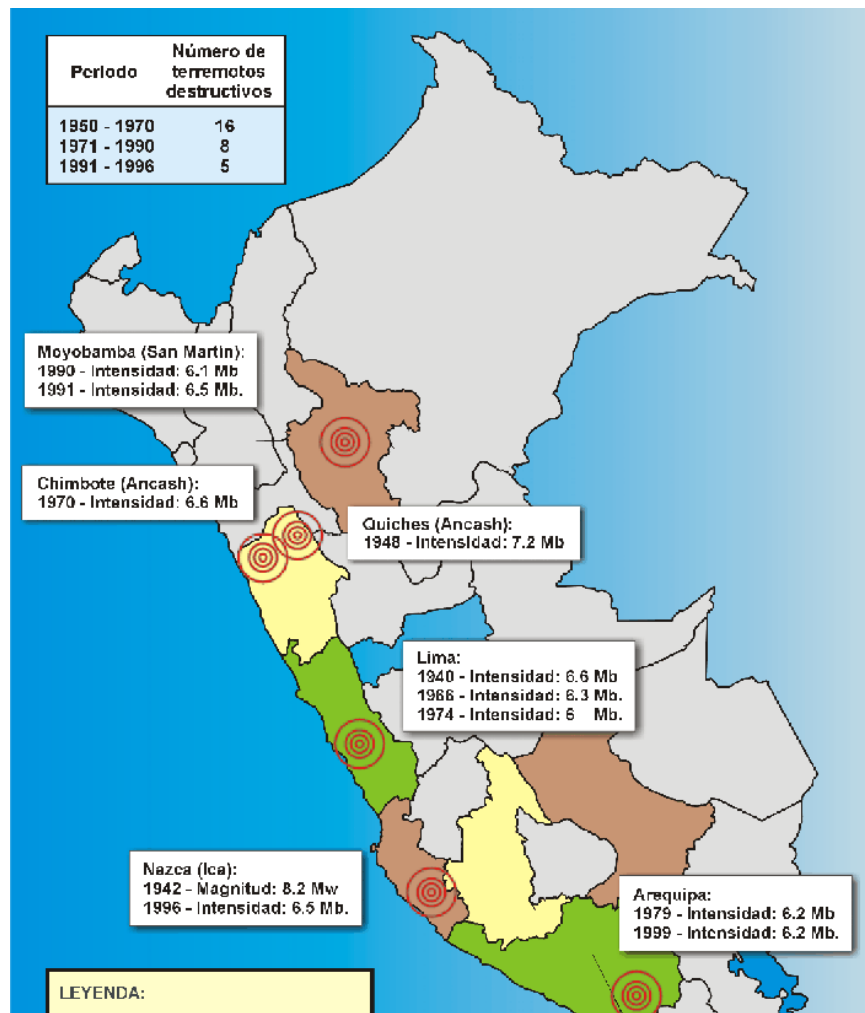 Periodo Número de terremotos destructivos
1950 - 1970 16
1971 - 1990 8
1991 - 1996 5
Moyobamba (San Martín):
1990 - Intensidad: 6.1 Mb
1991 - Intensidad: 6.5 Mb.
Chimbote (Ancash):
1970 - Intensidad: 6.6 Mb
Quiches (Ancash):
1948 - Intensidad: 7.2 Mb
Lima:
1940 - Intensidad: 6.6 Mb
1966 - Intensidad: 6.3 Mb.
1974 - Intensidad: 6 Mb.
Nazca (Ica):
1942 - Magnitud: 8.2 Mw
1996 - Intensidad: 6.5 Mb.
Arequipa:
1979 - Intensidad: 6.2 Mb
1999 - Intensidad: 6.2 Mb.
LEYENDA: